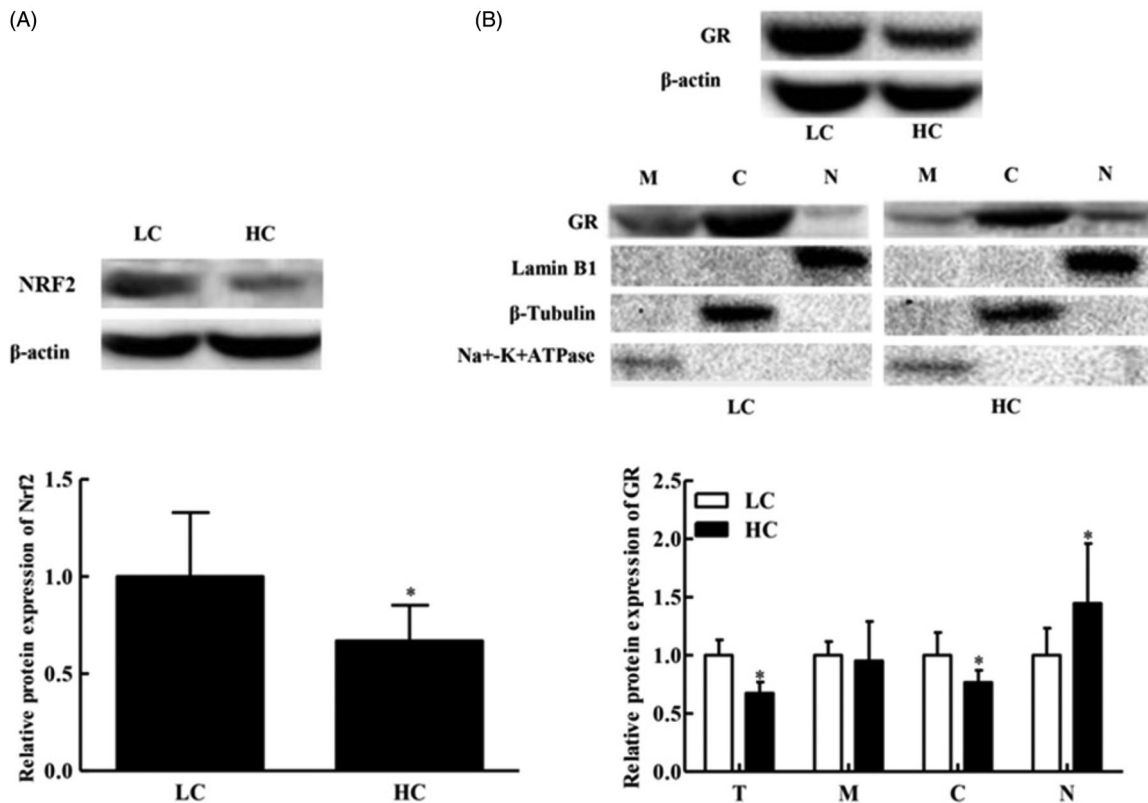 (A)
LC HC
NRF2
β-actin
Relative protein expression of Nrf2
1.5
1.0
0.5
0.0
*
LC HC
(B)
GR
β-actin
LC HC
M C N M C N
GR
Lamin B1
β-Tubulin
Na+-K+ATPase
LC HC
Relative protein expression of GR
2.5
2.0
1.5
1.0
0.5
0.0
LC
HC
* * *
T M C N